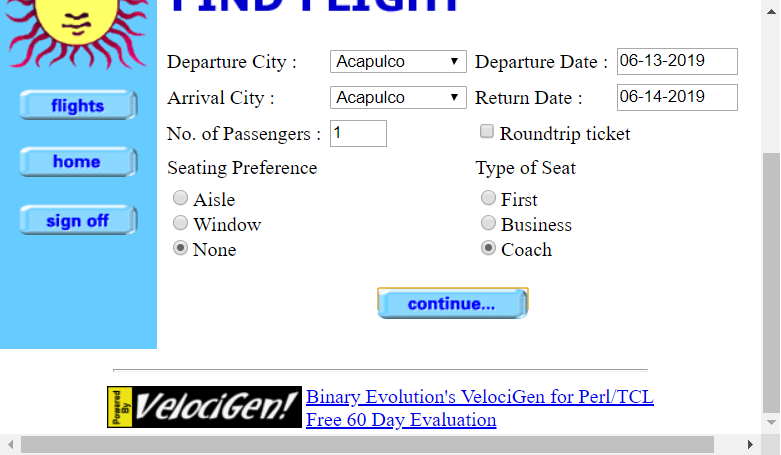 FIND FLIGHT
Departure City : Acapulco Departure Date : 06-13-2019
flights
Arrival City : Acapulco Return Date : 06-14-2019
No. of Passengers : 1 Roundtrip ticket
home
Seating Preference Type of Seat
Aisle First
sign off
Window Business
None Coach
continue...
Powered By VelociGen! Binary Evolution's VelociGen for Perl/TCL
Free 60 Day Evaluation